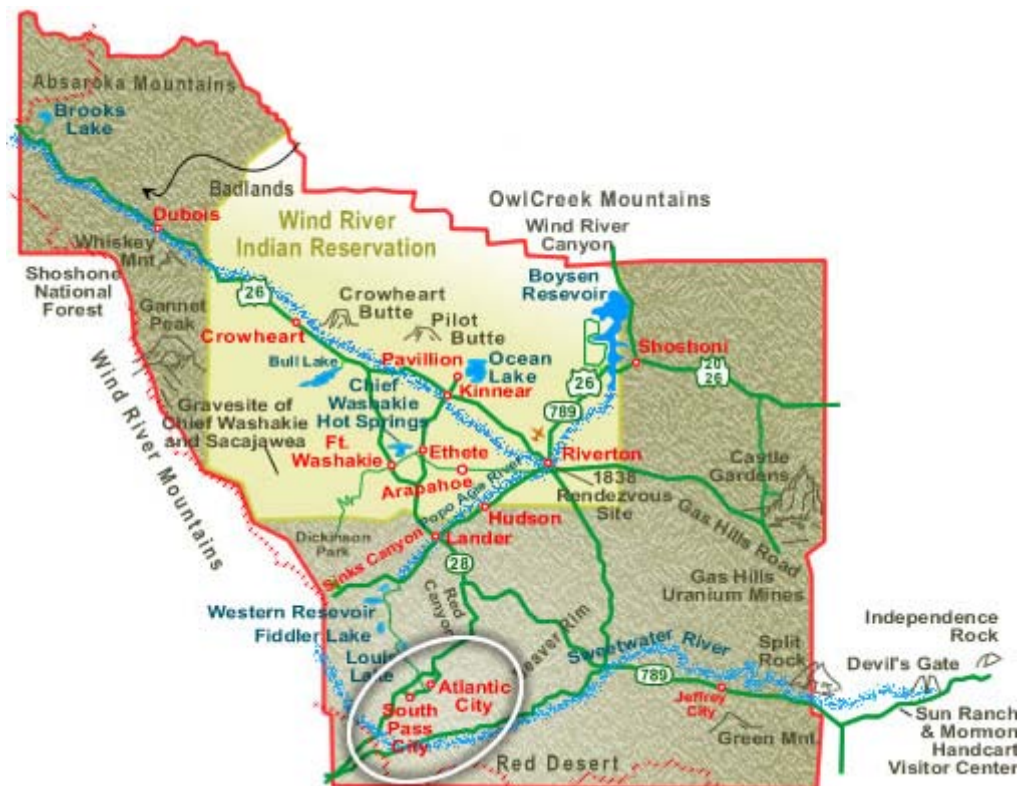 Absaroka Mountains
Brooks
Lake
Badlands
OwlCreek Mountains
Dubois
Wind River
Indian Reservation
Wind River
Canyon
Whiskey
Mnt.
Boysen
Resevoir
Shoshone
National
Forest
26
Crowheart
Butte
Gannet
Peak
Pilot
Butte
Crowheart
Shoshoni
Bull Lake
Pavillion
Ocean
Lake
20
26
26
Wind River Mountains
Chief
Washakie
Hot Springs
Kinnear
789
Gravesite of
Chief Washakie
and Sacajawea
Ft.
Washakie
Ethete
Riverton
Castle
Gardens
Arapahoe
Popo Agie River
1838
Rendezvous
Site
Hudson
Gas Hills Road
Dickinson
Park
Lander
Sinks Canyon
28
Gas Hills
Uranium Mines
Red
Canyon
Western Resevoir
Fiddler Lake
Beaver Rim
Sweetwater River
Independence
Rock
Louis
Lake
Split
Rock
Devil's Gate
Atlantic
City
789
South
Pass
City
Jeffrey
City
Sun Ranch
& Mormon
Handcart
Visitor Center
Green Mnt.
Red Desert